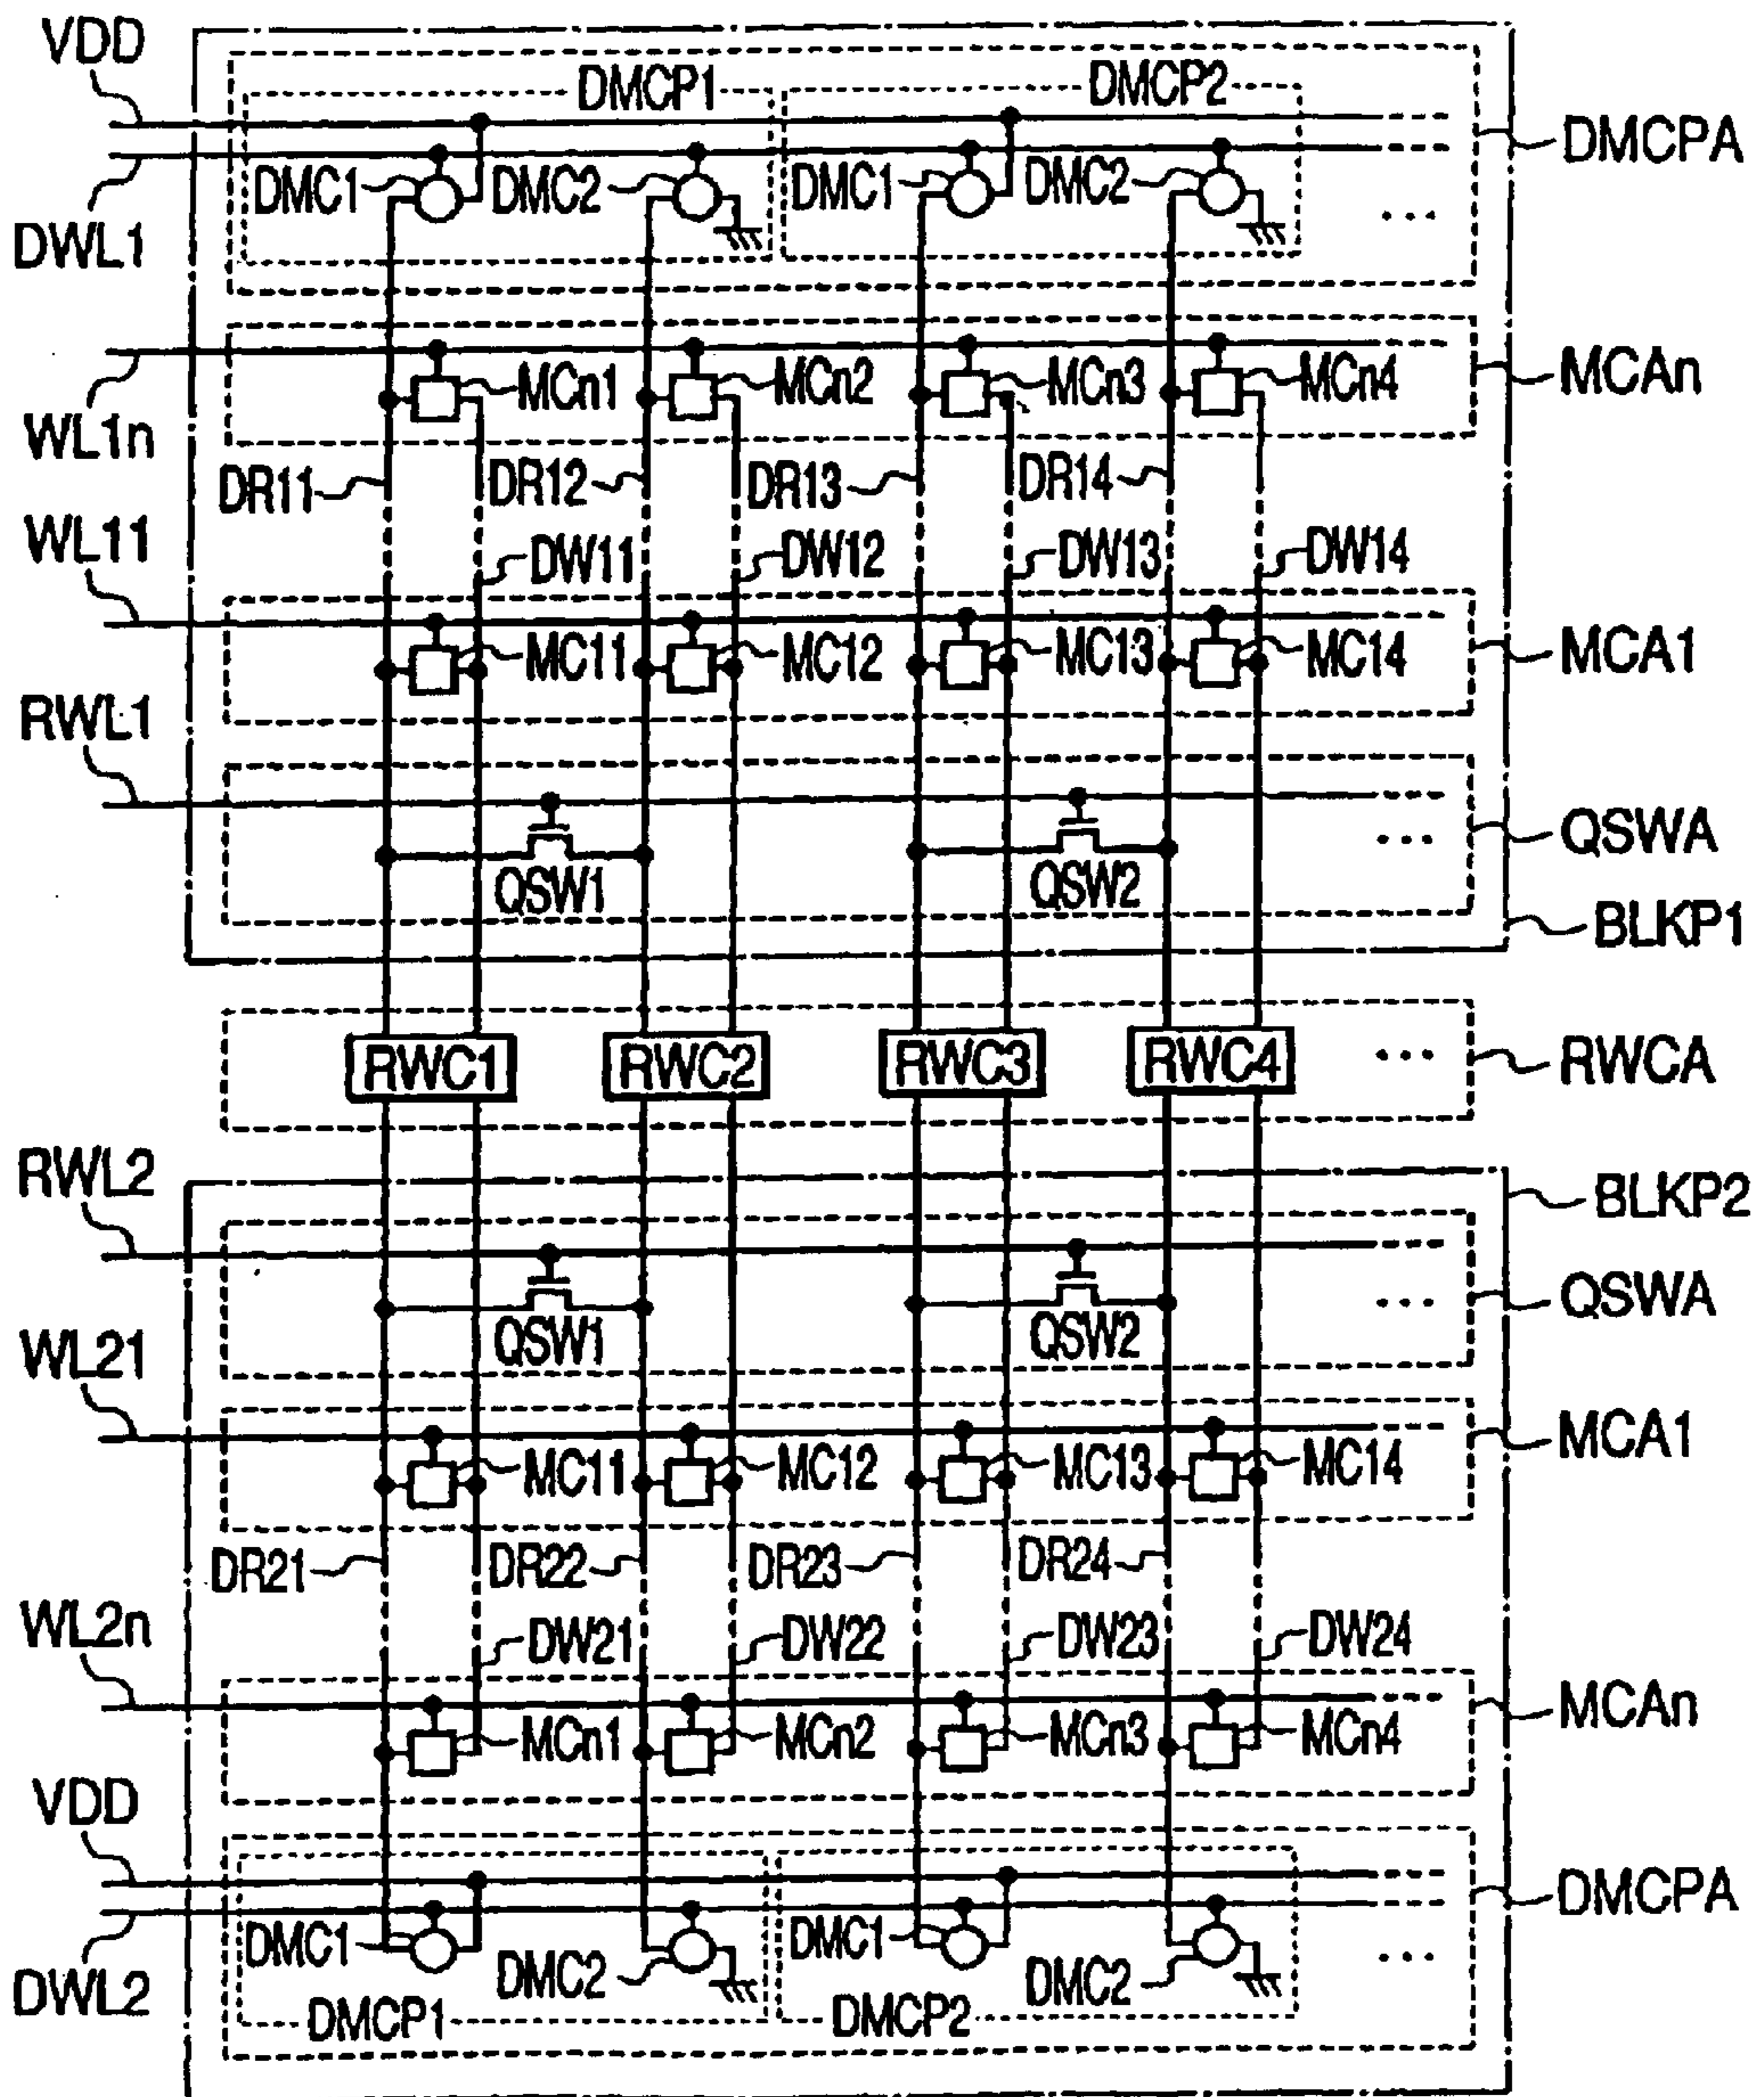 VDD
DMCP1
DMCP2
DMCPA
DMC1
DMC2
DMC1
DMC2
...
DWL1
MCn1
MCn2
MCn3
MCn4
MCAn
WL1n
DR11
DR12
DR13
DR14
WL11
DW11
DW12
DW13
DW14
MC11
MC12
MC13
MC14
MCA1
RWL1
QSW1
QSW2
...
QSWA
BLKP1
RWC1
RWC2
RWC3
RWC4
...
RWCA
RWL2
BLKP2
QSW1
QSW2
...
QSWA
WL21
MC11
MC12
MC13
MC14
MCA1
DR21
DR22
DR23
DR24
WL2n
DW21
DW22
DW23
DW24
MCn1
MCn2
MCn3
MCn4
MCAn
VDD
DMCPA
DMC1
DMC2
DMC1
DMC2
...
DWL2
DMCP1
DMCP2